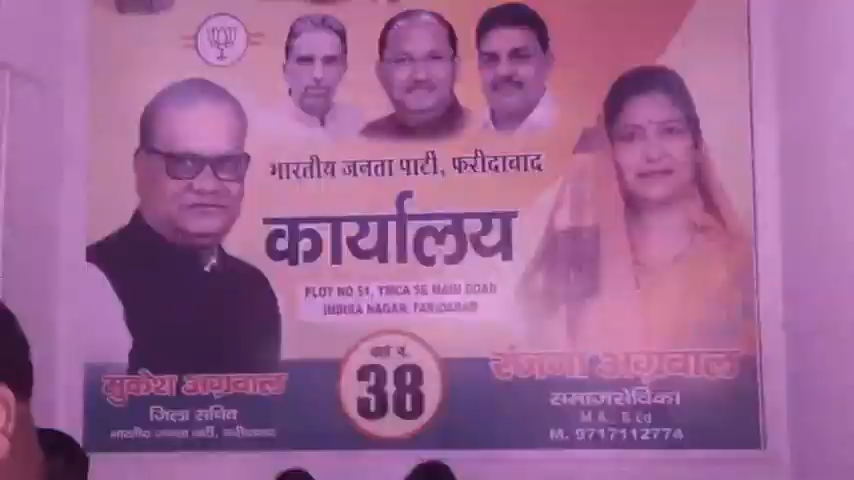 भारतीय जनता पार्टी, फरीदाबाद
कार्यालय
PLOT NO 51, YMCA SE MAIN ROAD
INDIRA NAGAR, FARIDABAD
मुकेश अग्रवाल
जिला सचिव
भारतीय जनता पार्टी, फरीदाबाद
वार्ड नं.
38
रंजना अग्रवाल
समाजसेविका
M.A., B.Ed
M. 9717112774